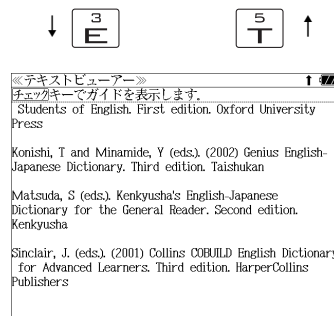 ↓ 3 E 5 T ↑
≪テキストビューアー≫
チェックキーでガイドを表示します.
Students of English. First edition. Oxford University
Press
Konishi, T and Minamide, Y (eds.). (2002) Genius English-
Japanese Dictionary. Third edition. Taishukan
Matsuda, S (eds.). Kenkyusha's English-Japanese
Dictionary for the General Reader. Second edition.
Kenkyusha
Sinclair, J. (eds.). (2001) Collins COBUILD English Dictionary
for Advanced Learners. Third edition. HarperCollins
Publishers